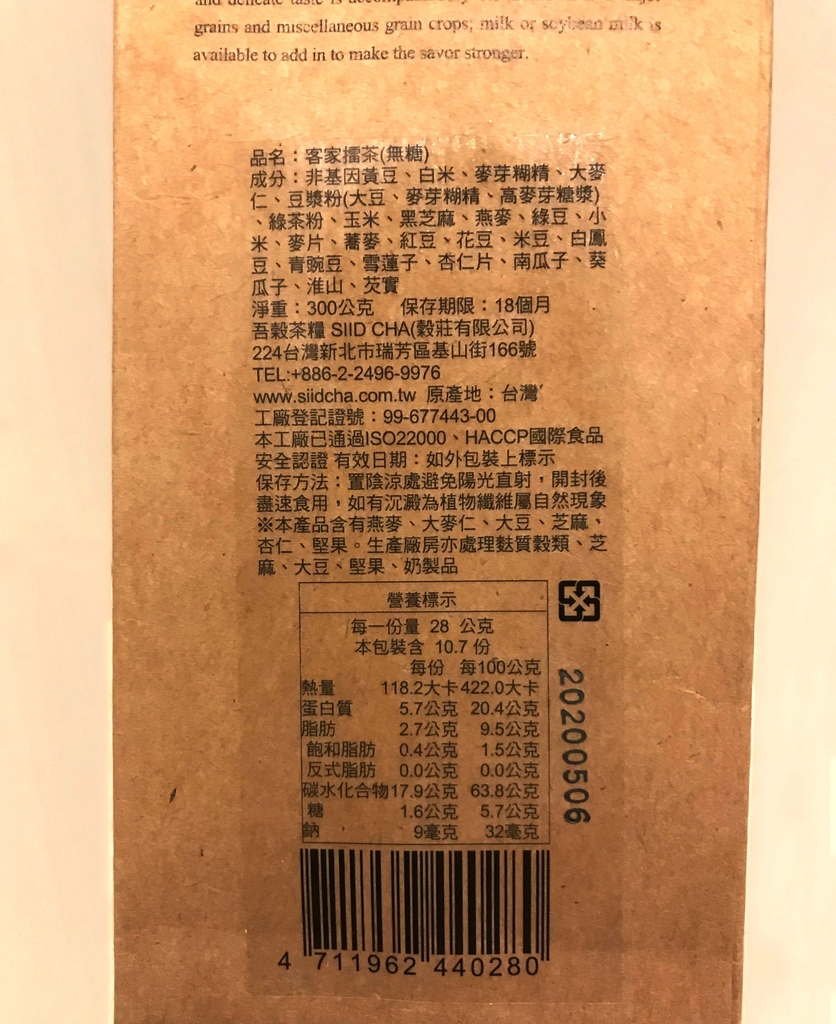 and delicate taste is
grains and miscellaneous grain crops; milk or soybean milk is
available to add in to make the savor stronger.
品名：客家擂茶(無糖)
成分：非基因黃豆、白米、麥芽糊精、大麥
仁、豆漿粉(大豆、麥芽糊精、高麥芽糖漿)
、綠茶粉、玉米、黑芝麻、燕麥、綠豆、小
米、麥片、蕎麥、紅豆、花豆、米豆、白鳳
豆、青豌豆、雪蓮子、杏仁片、南瓜子、葵
瓜子、淮山、芡實
淨重：300公克 保存期限：18個月
吾穀茶糧 SIID CHA(穀莊有限公司)
224台灣新北市瑞芳區基山街166號
TEL:+886-2-2496-9976
www.siidcha.com.tw 原產地：台灣
工廠登記證號：99-677443-00
本工廠已通過ISO22000、HACCP國際食品
安全認證 有效日期：如外包裝上標示
保存方法：置陰涼處避免陽光直射，開封後
盡速食用，如有沉澱為植物纖維屬自然現象
※本產品含有燕麥、大麥仁、大豆、芝麻、
杏仁、堅果。生產廠房亦處理麩質穀類、芝
麻、大豆、堅果、奶製品
營養標示
每一份量 28 公克
本包裝含 10.7 份
每份 每100公克
熱量 118.2大卡 422.0大卡
蛋白質 5.7公克 20.4公克
脂肪 2.7公克 9.5公克
飽和脂肪 0.4公克 1.5公克
反式脂肪 0.0公克 0.0公克
碳水化合物 17.9公克 63.8公克
糖 1.6公克 5.7公克
鈉 9毫克 32毫克
20200506
4 711962 440280